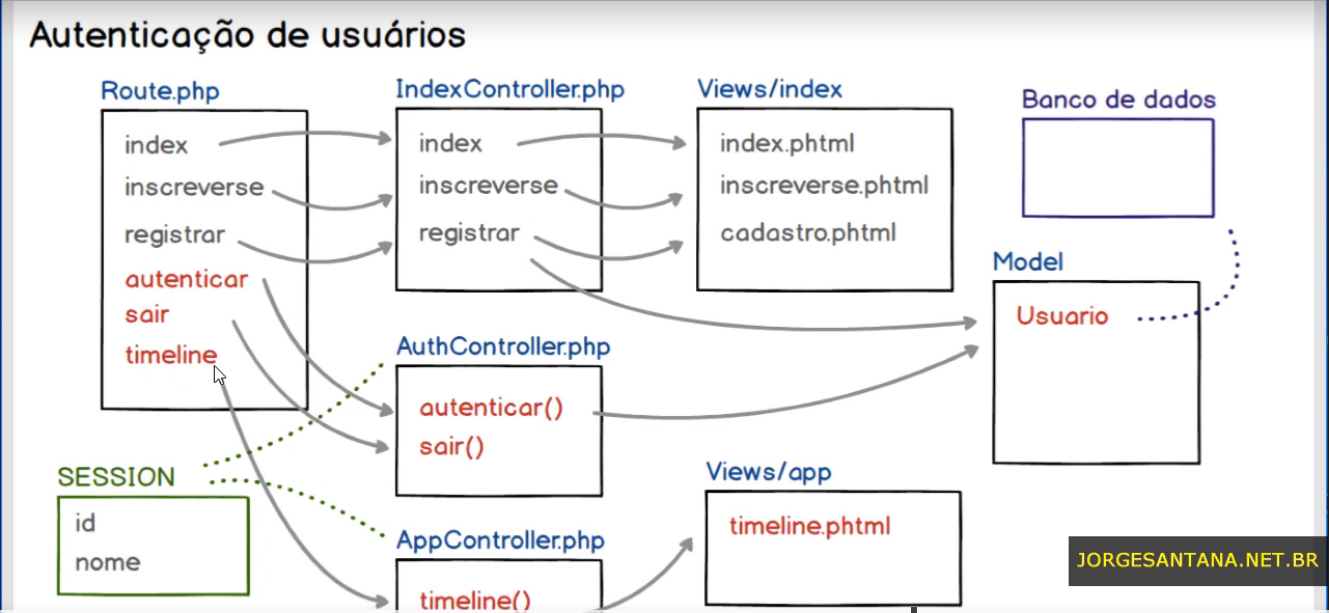 Autenticação de usuários
Route.php
index
inscreverse
registrar
autenticar
sair
timeline
IndexController.php
index
inscreverse
registrar
Views/index
index.phtml
inscreverse.phtml
cadastro.phtml
Banco de dados
Model
Usuario
AuthController.php
autenticar()
sair()
SESSION
id
nome
AppController.php
timeline()
Views/app
timeline.phtml
JORGESANTANA.NET.BR